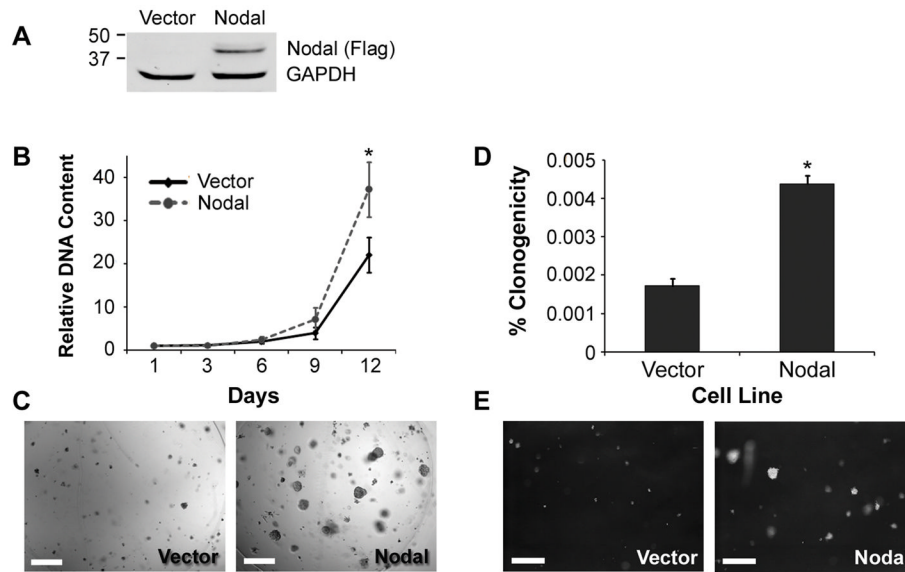 A
Vector Nodal
50
37
Nodal (Flag)
GAPDH
B
Relative DNA Content
40
30
20
10
0
*
Vector
Nodal
1 3 6 9 12
Days
D
% Clonogenicity
0.005
0.004
0.003
0.002
0.001
0
*
Vector Nodal
Cell Line
C
Vector
Nodal
E
Vector
Noda